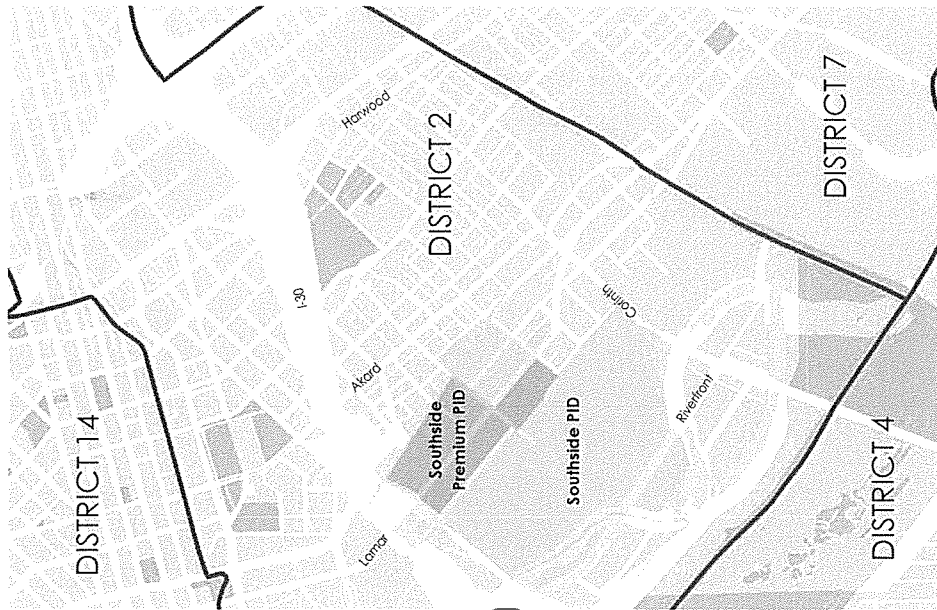 DISTRICT 14
Lamar
I-30
Akard
Harwood
DISTRICT 2
Southside
Premium PID
Southside PID
Corinth
Riverfront
DISTRICT 7
DISTRICT 4